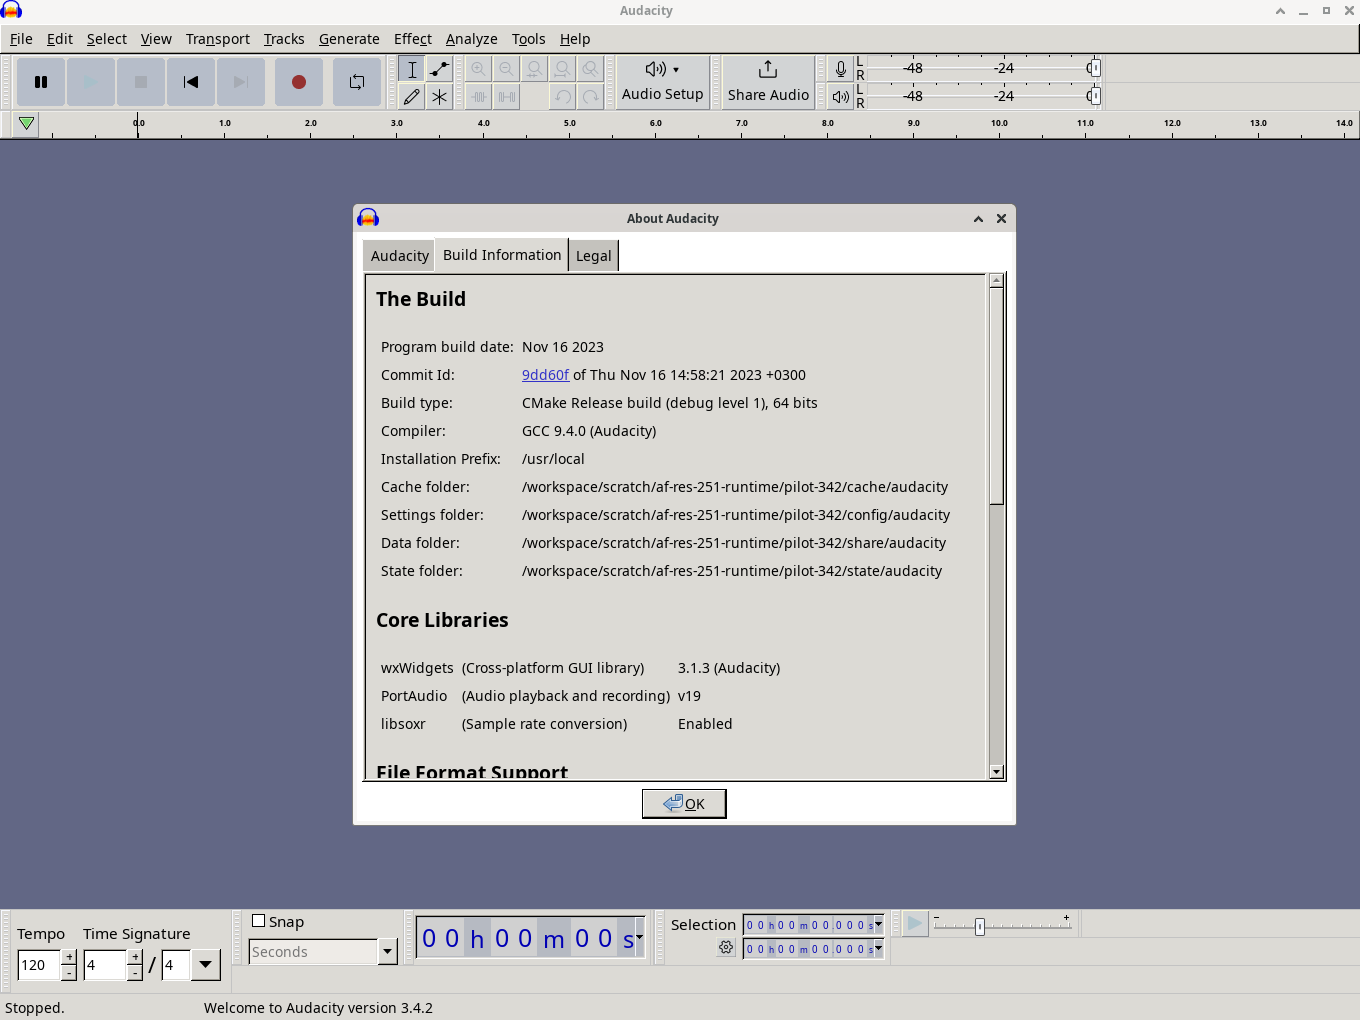 Audacity
File Edit Select View Transport Tracks Generate Effect Analyze Tools Help
Audio Setup
Share Audio
L
R
-48 -24 0
L
R
-48 -24 0
0.0 1.0 2.0 3.0 4.0 5.0 6.0 7.0 8.0 9.0 10.0 11.0 12.0 13.0 14.0
About Audacity
Audacity Build Information Legal
The Build
Program build date: Nov 16 2023
Commit Id: 9dd60f of Thu Nov 16 14:58:21 2023 +0300
Build type: CMake Release build (debug level 1), 64 bits
Compiler: GCC 9.4.0 (Audacity)
Installation Prefix: /usr/local
Cache folder: /workspace/scratch/af-res-251-runtime/pilot-342/cache/audacity
Settings folder: /workspace/scratch/af-res-251-runtime/pilot-342/config/audacity
Data folder: /workspace/scratch/af-res-251-runtime/pilot-342/share/audacity
State folder: /workspace/scratch/af-res-251-runtime/pilot-342/state/audacity
Core Libraries
wxWidgets (Cross-platform GUI library) 3.1.3 (Audacity)
PortAudio (Audio playback and recording) v19
libsoxr (Sample rate conversion) Enabled
File Format Support
OK
Tempo
120
Time Signature
4 / 4
Snap
Seconds
00h00m00s
Selection
00h00m00.000s
00h00m00.000s
Stopped.
Welcome to Audacity version 3.4.2